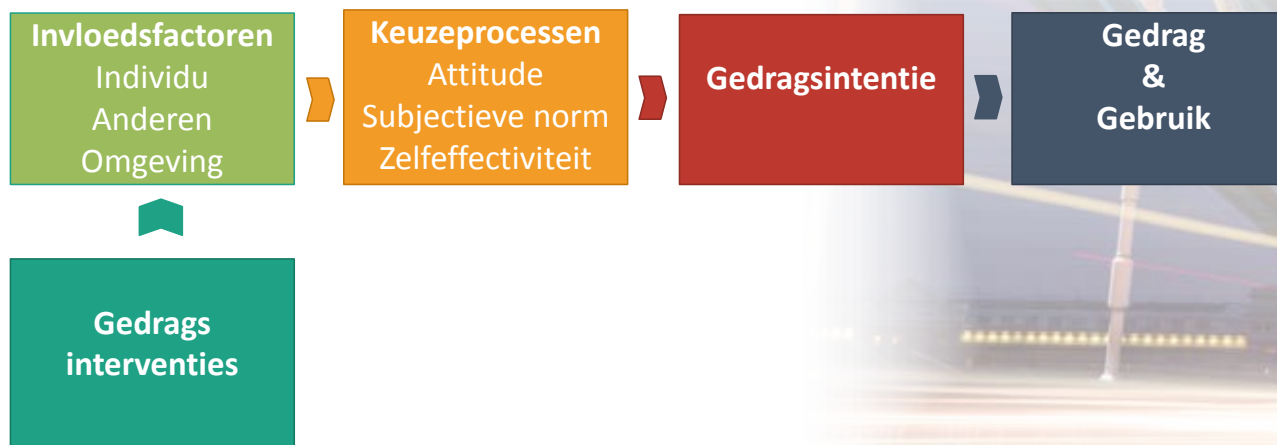 Invloedsfactoren
Individu
Anderen
Omgeving
Keuzeprocessen
Attitude
Subjectieve norm
Zelfeffectiviteit
Gedragsintentie
Gedrag
&
Gebruik
Gedrags
interventies